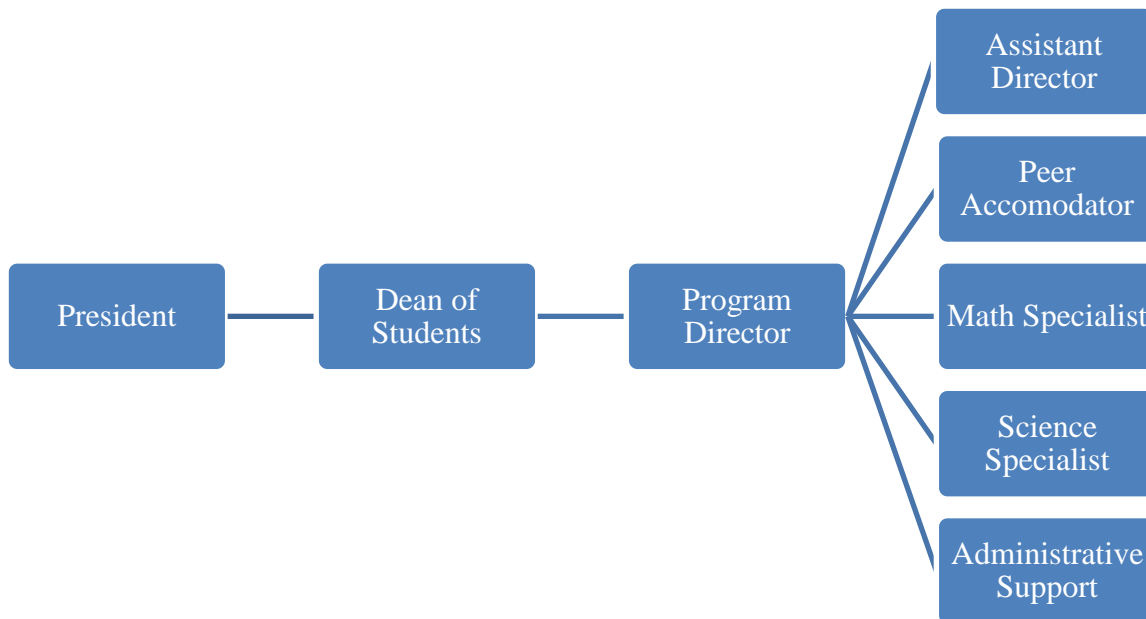 President
Dean of
Students
Program
Director
Assistant
Director
Peer
Accomodator
Math Specialist
Science
Specialist
Administrative
Support